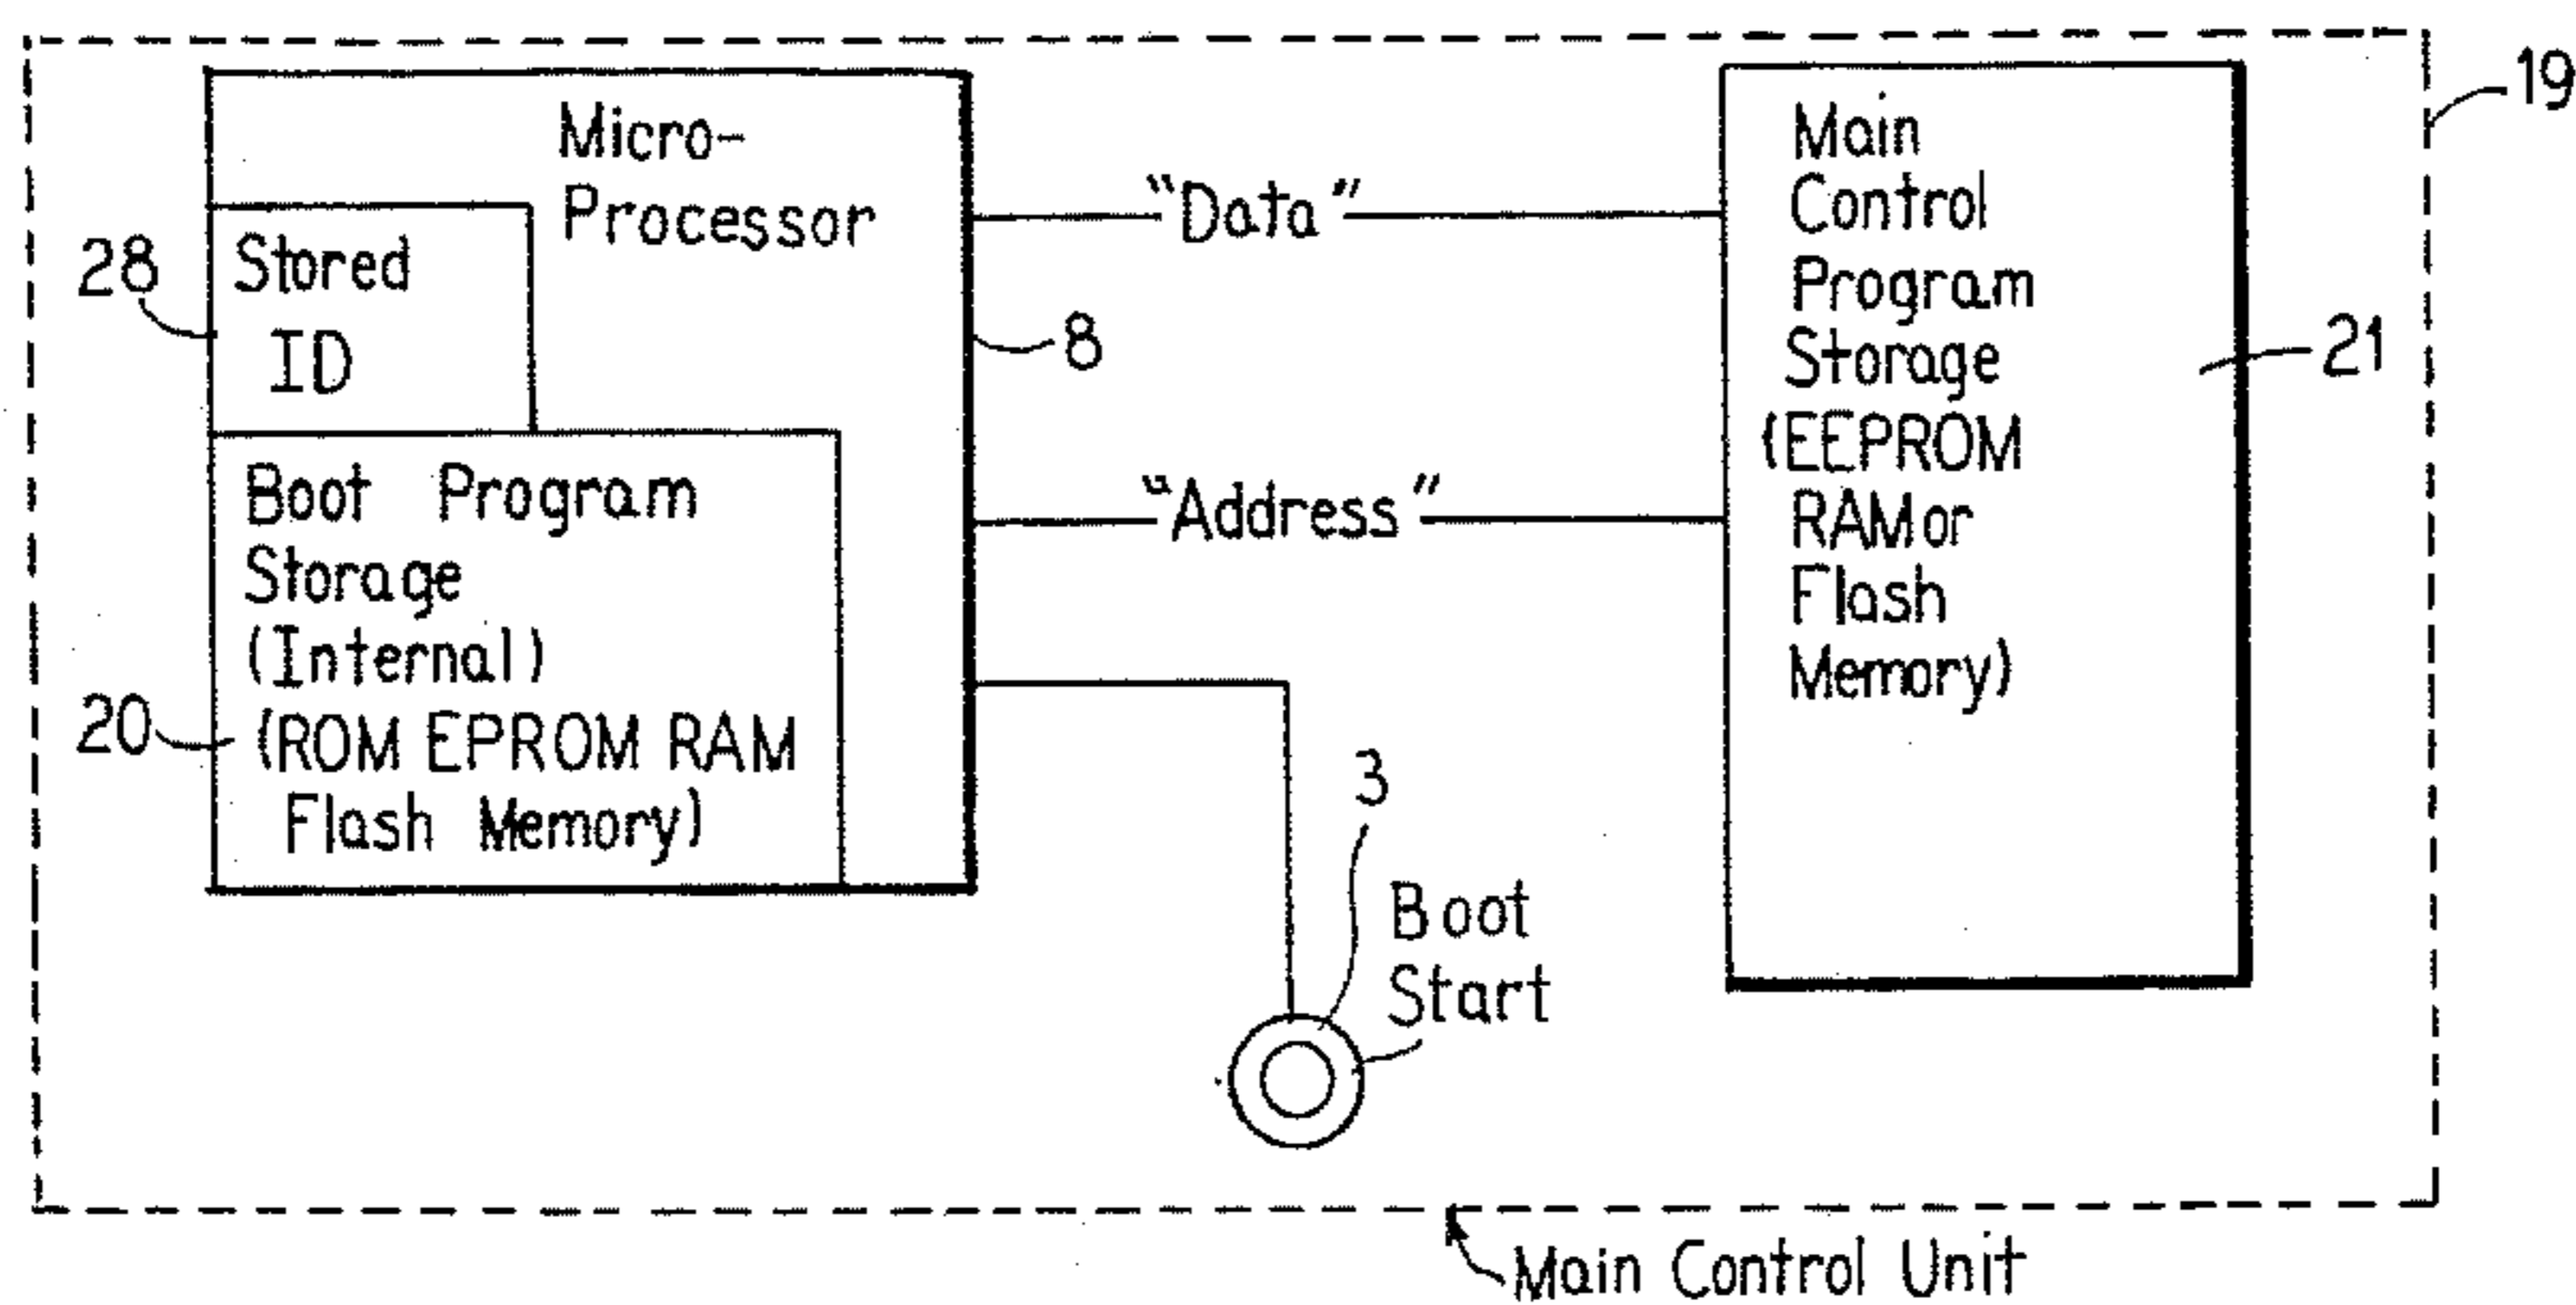 19
Micro-
Processor
28
Stored
ID
8
Boot Program
Storage
(Internal)
20
(ROM EPROM RAM
Flash Memory)
"Data"
"Address"
3
Boot
Start
Main
Control
Program
Storage
(EEPROM
RAM or
Flash
Memory)
21
Main Control Unit